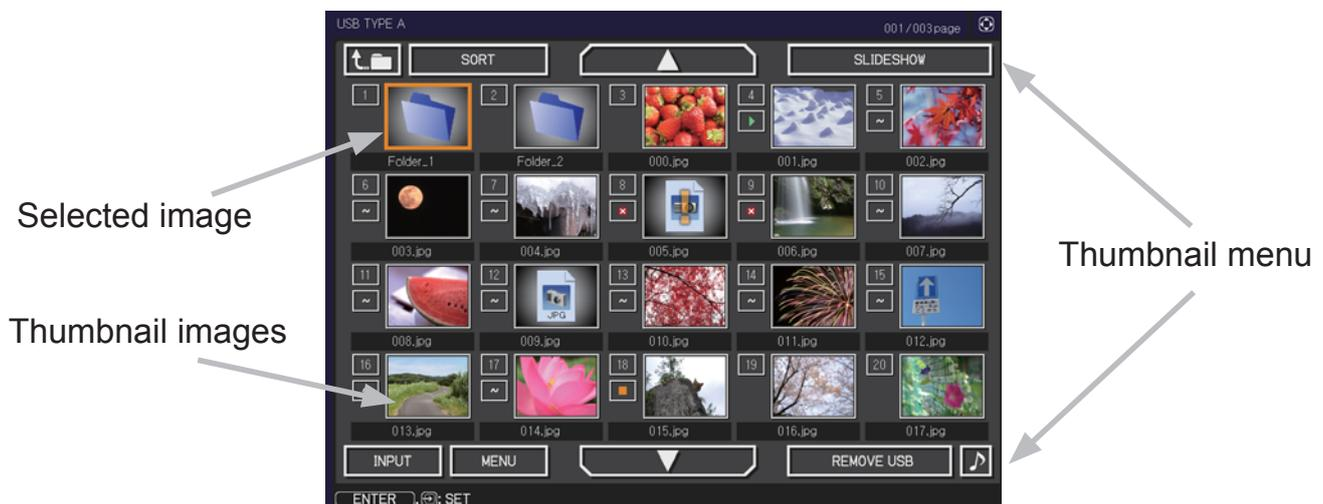 USB TYPE A 001/003page
SORT SLIDESHOW
1 2 3 4 5
Folder_1 Folder_2 000.jpg 001.jpg 002.jpg
6 7 8 9 10
003.jpg 004.jpg 005.jpg 006.jpg 007.jpg
Selected image
Thumbnail menu
11 12 13 14 15
JPG
008.jpg 009.jpg 010.jpg 011.jpg 012.jpg
Thumbnail images
16 17 18 19 20
013.jpg 014.jpg 015.jpg 016.jpg 017.jpg
INPUT MENU REMOVE USB
ENTER , : SET